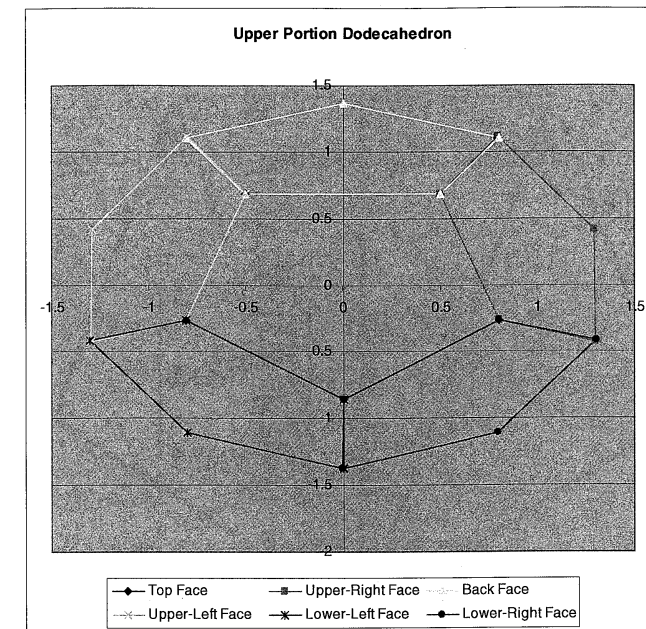 Upper Portion Dodecahedron
1.5
1
0.5
0
-1.5 -1 -0.5 0 0.5 1 1.5
0.5
1
1.5
-2
Top Face Upper-Right Face Back Face
Upper-Left Face Lower-Left Face Lower-Right Face